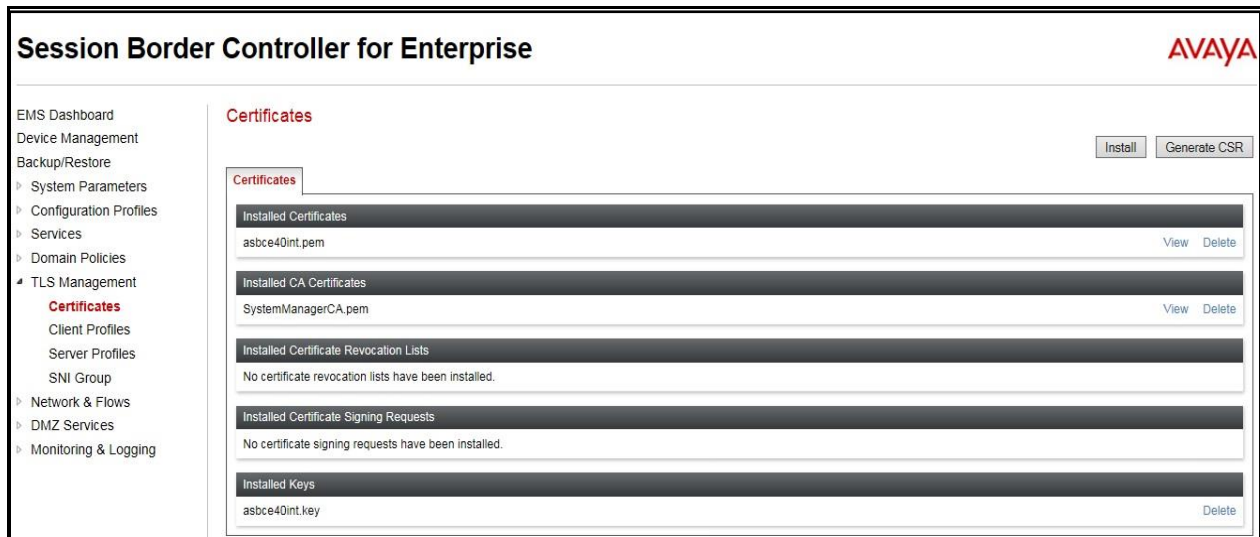 Session Border Controller for Enterprise
AVAYA
EMS Dashboard
Device Management
Backup/Restore
System Parameters
Configuration Profiles
Services
Domain Policies
TLS Management
Certificates
Client Profiles
Server Profiles
SNI Group
Network & Flows
DMZ Services
Monitoring & Logging
Certificates
Install Generate CSR
Certificates
Installed Certificates
asbce40int.pem View Delete
Installed CA Certificates
SystemManagerCA.pem View Delete
Installed Certificate Revocation Lists
No certificate revocation lists have been installed.
Installed Certificate Signing Requests
No certificate signing requests have been installed.
Installed Keys
asbce40int.key Delete